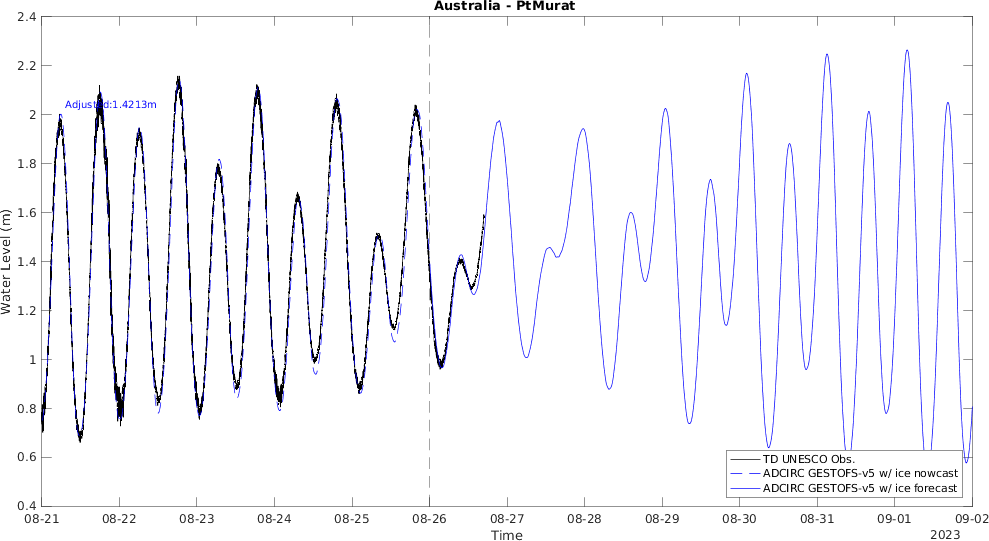 Australia - PtMurat
2.4
2.2
2
1.8
1.6
1.4
1.2
1
0.8
0.6
0.4
Water Level (m)
Adjusted:1.4213m
TD UNESCO Obs.
ADCIRC GESTOFS-v5 w/ ice nowcast
ADCIRC GESTOFS-v5 w/ ice forecast
08-21 08-22 08-23 08-24 08-25 08-26 08-27 08-28 08-29 08-30 08-31 09-01 09-02
Time
2023